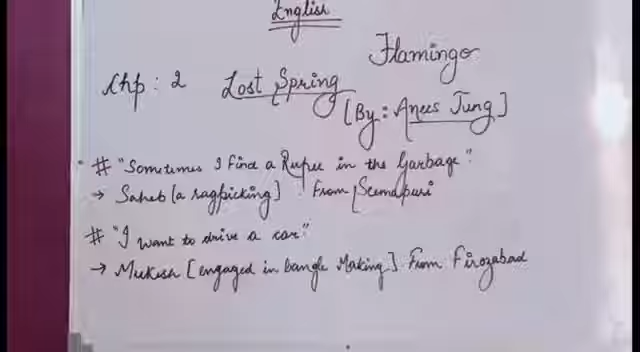 English
Flamingo
Chp : 2 Lost Spring
[By : Anees Jung]
# "Sometimes I find a Rupee in the Garbage".
→ Saheb [a ragpicking] From Seemapuri
# "I want to drive a car"
→ Mukesh [engaged in bangle Making] From Firozabad